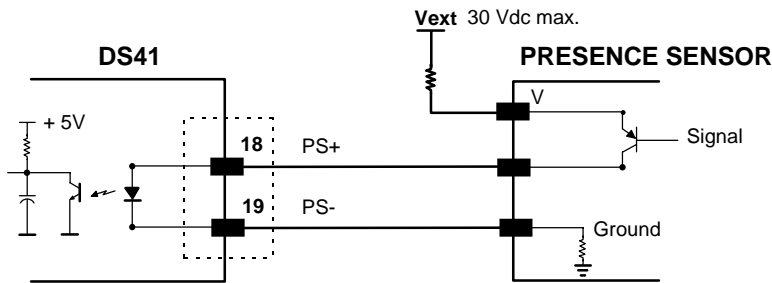 Vext 30 Vdc max.
DS41
PRESENCE SENSOR
V
+ 5V
18 PS+
Signal
19 PS-
Ground